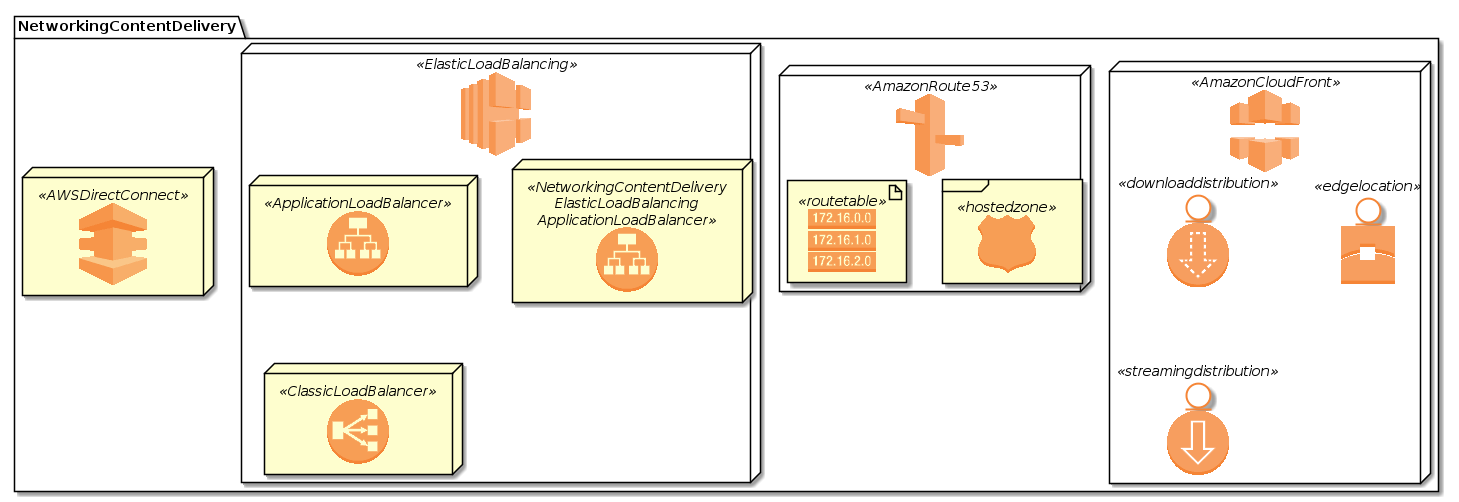 NetworkingContentDelivery
«AWSDirectConnect»
«ElasticLoadBalancing»
«ApplicationLoadBalancer»
«NetworkingContentDelivery
ElasticLoadBalancing
ApplicationLoadBalancer»
«ClassicLoadBalancer»
«AmazonRoute53»
«routetable»
172.16.0.0
172.16.1.0
172.16.2.0
«hostedzone»
«AmazonCloudFront»
«downloaddistribution»
«edgelocation»
«streamingdistribution»